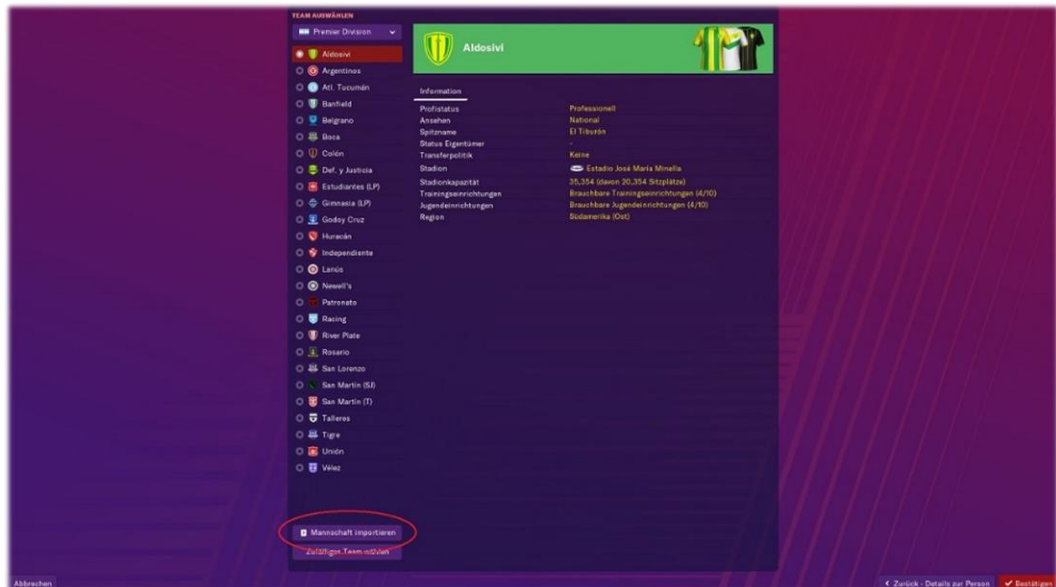 TEAM AUSWÄHLEN
Premier Division
Aldosivi
Argentinos
Atl. Tucumán
Banfield
Belgrano
Boca
Colón
Def. y Justicia
Estudiantes (LP)
Gimnasia (LP)
Godoy Cruz
Huracán
Independiente
Lanús
Newell's
Patronato
Racing
River Plate
Rosario
San Lorenzo
San Martín (SJ)
San Martín (T)
Talleres
Tigre
Unión
Vélez
Mannschaft importieren
Zufälliges Team wählen
Aldosivi
Information
Profistatus Professionell
Ansehen National
Spitzname El Tiburón
Status Eigentümer -
Transferpolitik Keine
Stadion Estadio José María Minella
Stadionkapazität 35,354 (davon 20,354 Sitzplätze)
Trainingseinrichtungen Brauchbare Trainingseinrichtungen (4/10)
Jugendeinrichtungen Brauchbare Jugendeinrichtungen (4/10)
Region Südamerika (Ost)
Abbrechen
Zurück - Details zur Person
Bestätigen